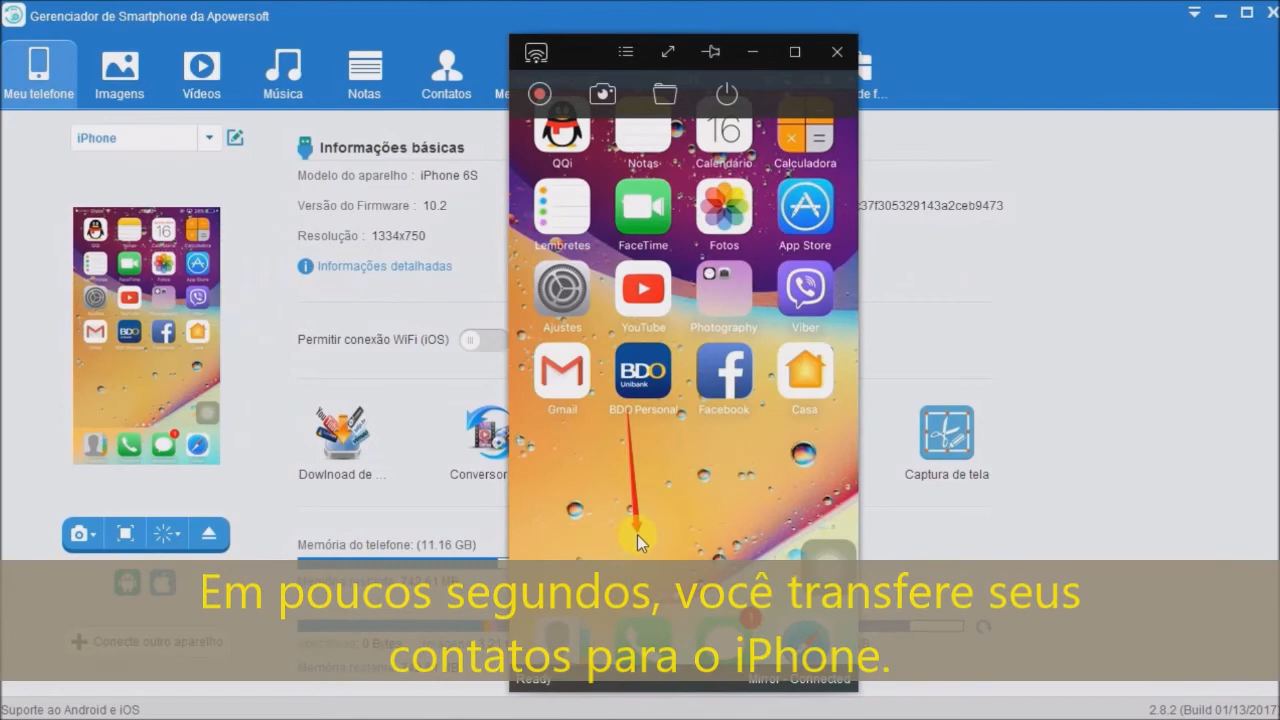 Gerenciador de Smartphone da Apowersoft
Meu telefone
Imagens
Vídeos
Música
Notas
Contatos
iPhone
Informações básicas
Modelo do aparelho : iPhone 6S
Versão do Firmware : 10.2
37f305329143a2ceb9473
Resolução : 1334x750
Informações detalhadas
Permitir conexão WiFi (iOS)
Dowlnoad de ...
Conversor
Captura de tela
Memória do telefone: (11.16 GB)
QQi
Notas
16
Calendário
Calculadora
Lembretes
FaceTime
Fotos
App Store
Ajustes
YouTube
Photography
Viber
BDO
Unibank
Gmail
BDO Personal
Facebook
Casa
Em poucos segundos, você transfere seus
contatos para o iPhone.
Conecte outro aparelho
Ready
Mirror - Connected
Suporte ao Android e iOS
2.8.2 (Build 01/13/2017